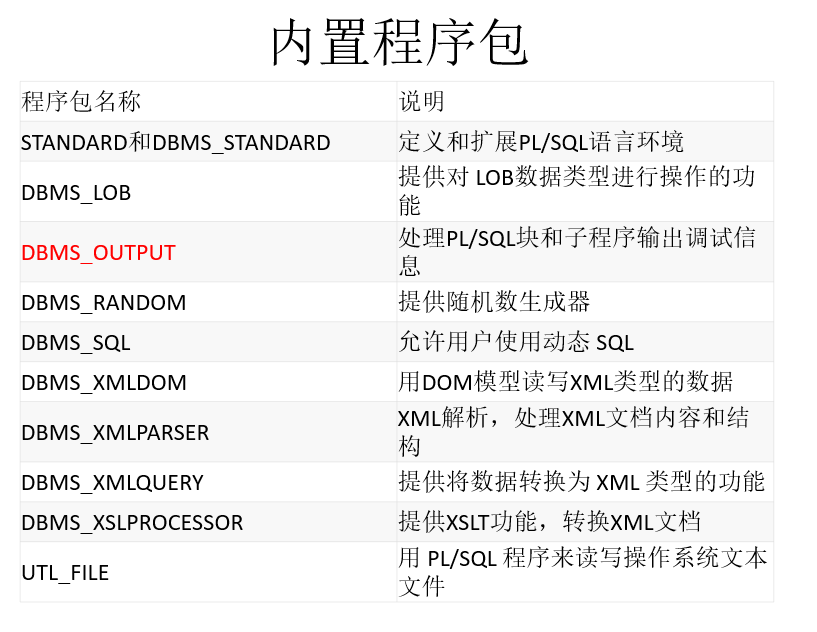 内置程序包
程序包名称
说明
STANDARD和DBMS_STANDARD
定义和扩展PL/SQL语言环境
DBMS_LOB
提供对 LOB数据类型进行操作的功
能
DBMS_OUTPUT
处理PL/SQL块和子程序输出调试信
息
DBMS_RANDOM
提供随机数生成器
DBMS_SQL
允许用户使用动态 SQL
DBMS_XMLDOM
用DOM模型读写XML类型的数据
DBMS_XMLPARSER
XML解析，处理XML文档内容和结
构
DBMS_XMLQUERY
提供将数据转换为 XML 类型的功能
DBMS_XSLPROCESSOR
提供XSLT功能，转换XML文档
UTL_FILE
用 PL/SQL 程序来读写操作系统文本
文件